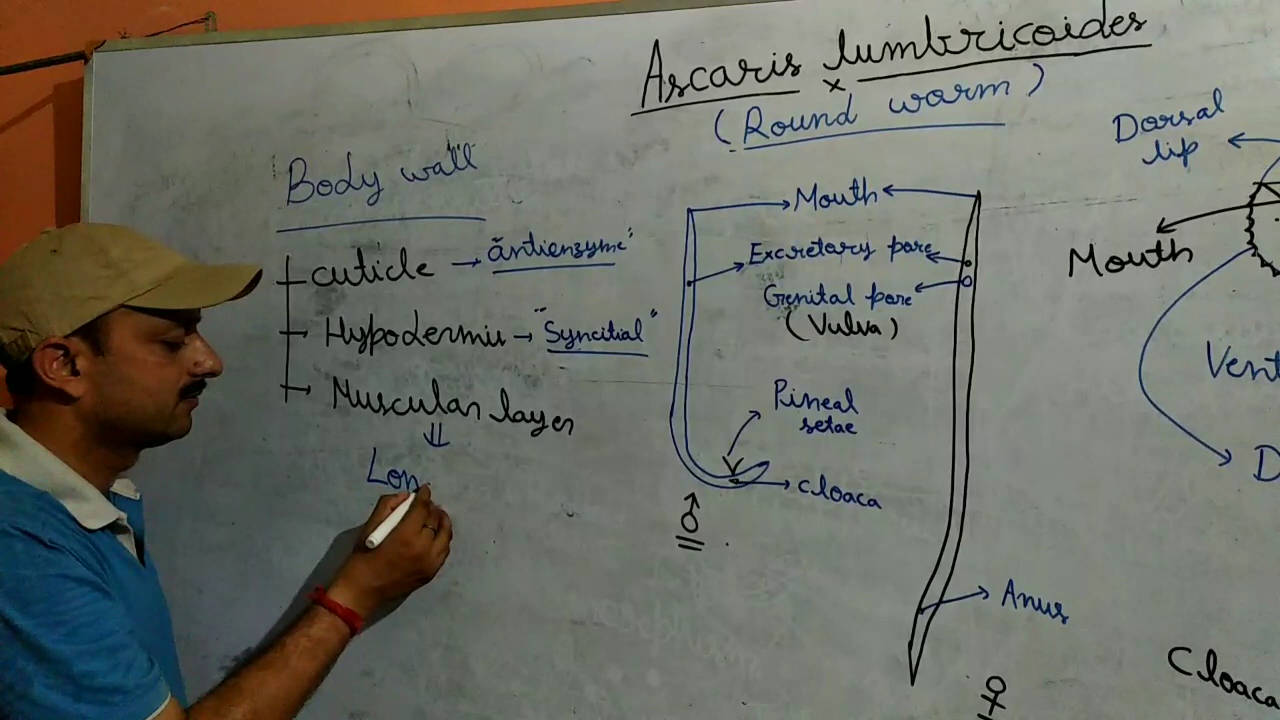 Ascaris lumbricoides
(Round warm)
Body wall
cuticle → "antienzyme"
Hypodermis → "Syncitial"
Muscular layer
Lon
Mouth
Excretary pore
Genital pore
(Vulva)
Pineal
setae
cloaca
♂
Anus
♀
Dorsal
lip
Mouth
Vent
D
Cloaca